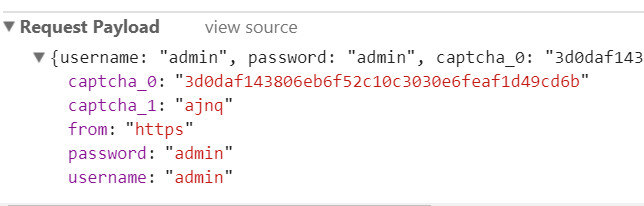 ▼Request Payload view source
▼{username: "admin", password: "admin", captcha_0: "3d0daf143
captcha_0: "3d0daf143806eb6f52c10c3030e6feaf1d49cd6b"
captcha_1: "ajnq"
from: "https"
password: "admin"
username: "admin"